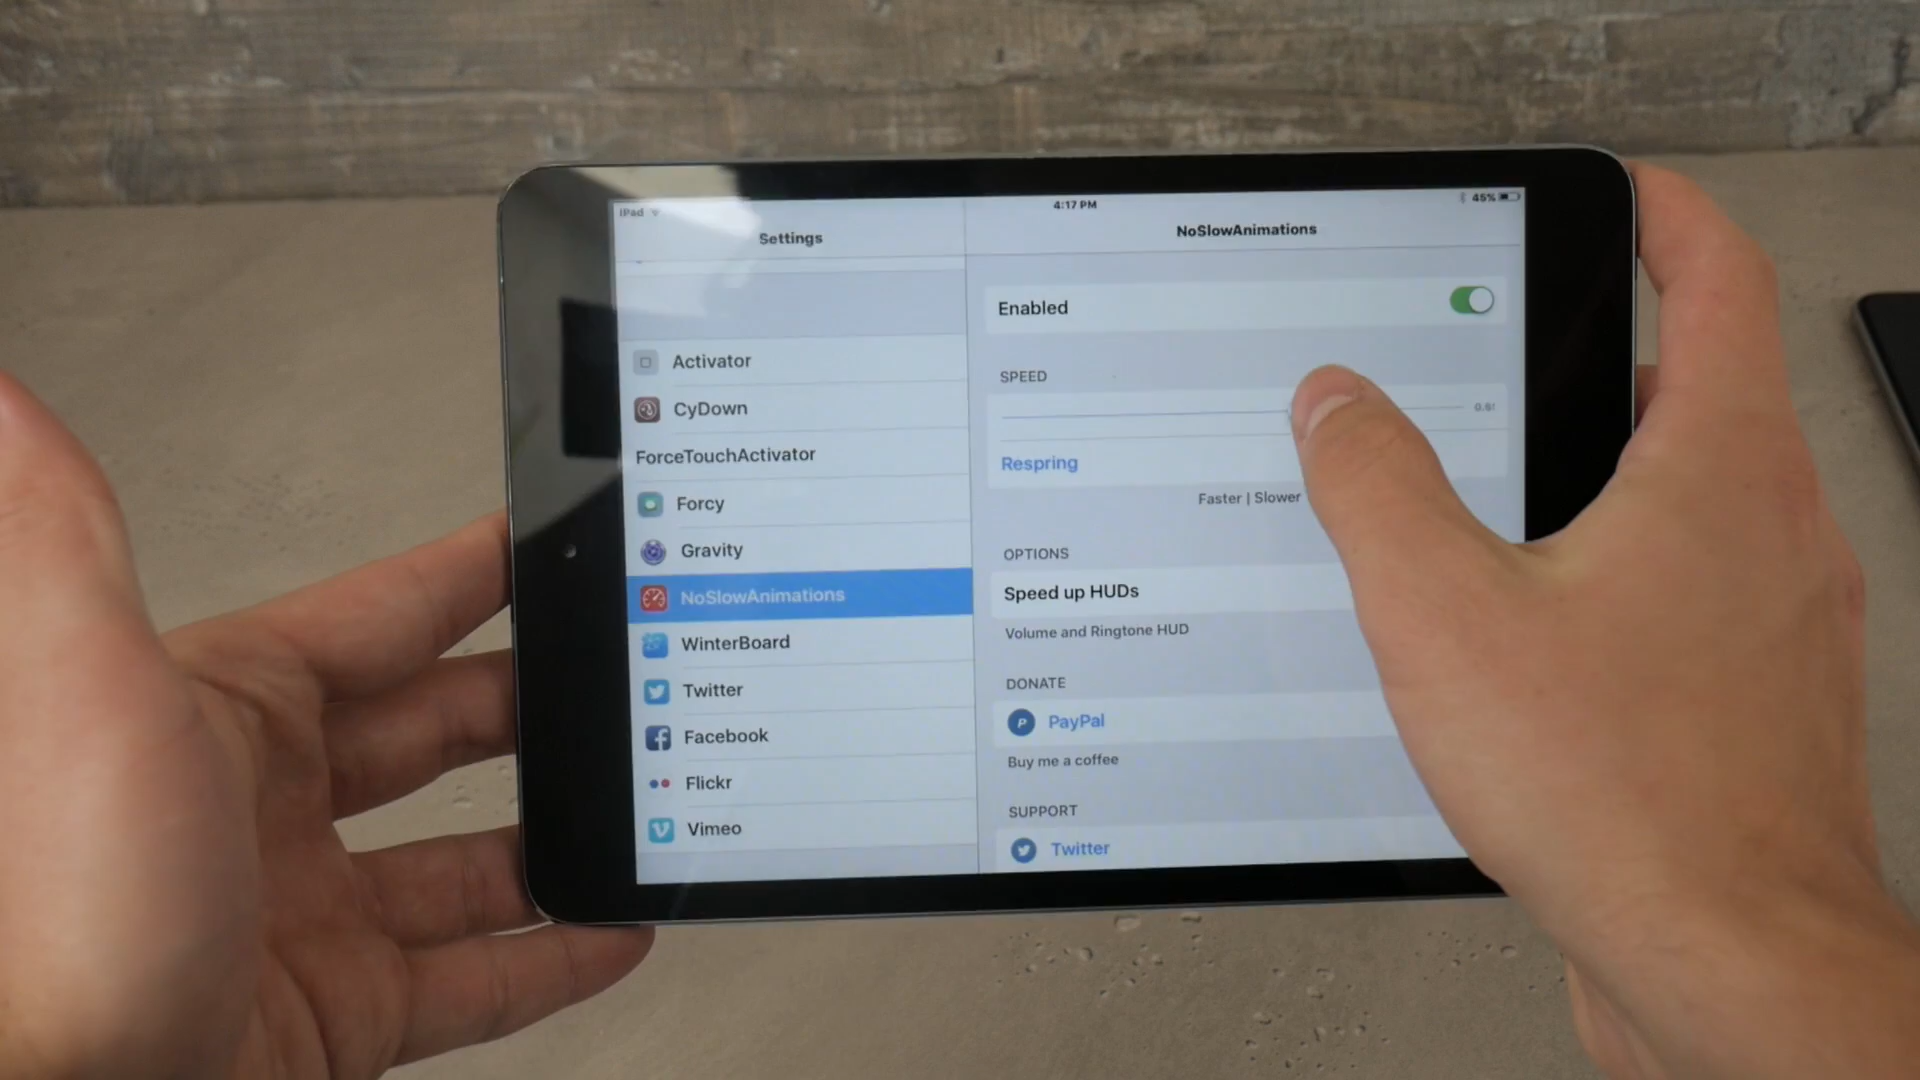 iPad
4:17 PM
45%
Settings
NoSlowAnimations
Enabled
SPEED
Respring
Faster | Slower
OPTIONS
Speed up HUDs
Volume and Ringtone HUD
DONATE
PayPal
Buy me a coffee
SUPPORT
Twitter
Activator
CyDown
ForceTouchActivator
Forcy
Gravity
NoSlowAnimations
WinterBoard
Twitter
Facebook
Flickr
Vimeo